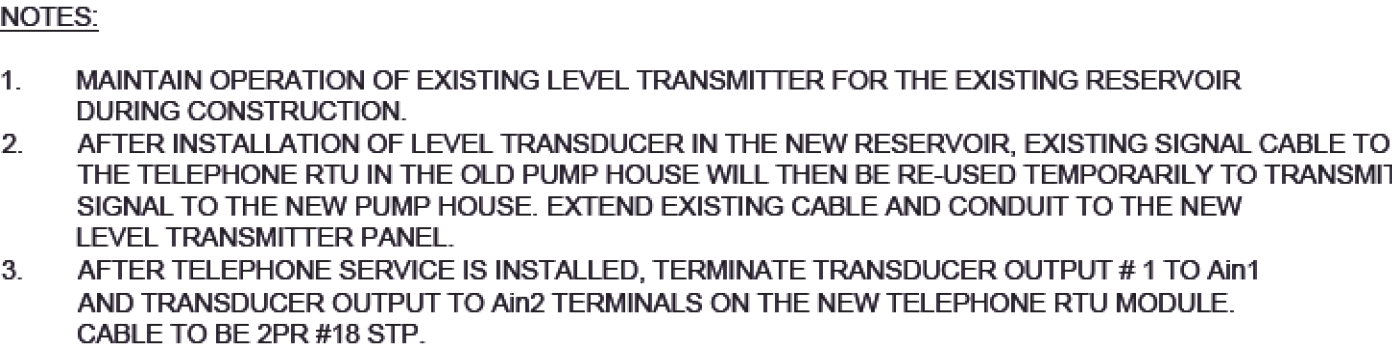 NOTES:
1. MAINTAIN OPERATION OF EXISTING LEVEL TRANSMITTER FOR THE EXISTING RESERVOIR
DURING CONSTRUCTION.
2. AFTER INSTALLATION OF LEVEL TRANSDUCER IN THE NEW RESERVOIR, EXISTING SIGNAL CABLE TO
THE TELEPHONE RTU IN THE OLD PUMP HOUSE WILL THEN BE RE-USED TEMPORARILY TO TRANSMIT
SIGNAL TO THE NEW PUMP HOUSE. EXTEND EXISTING CABLE AND CONDUIT TO THE NEW
LEVEL TRANSMITTER PANEL.
3. AFTER TELEPHONE SERVICE IS INSTALLED, TERMINATE TRANSDUCER OUTPUT # 1 TO Ain1
AND TRANSDUCER OUTPUT TO Ain2 TERMINALS ON THE NEW TELEPHONE RTU MODULE.
CABLE TO BE 2PR #18 STP.